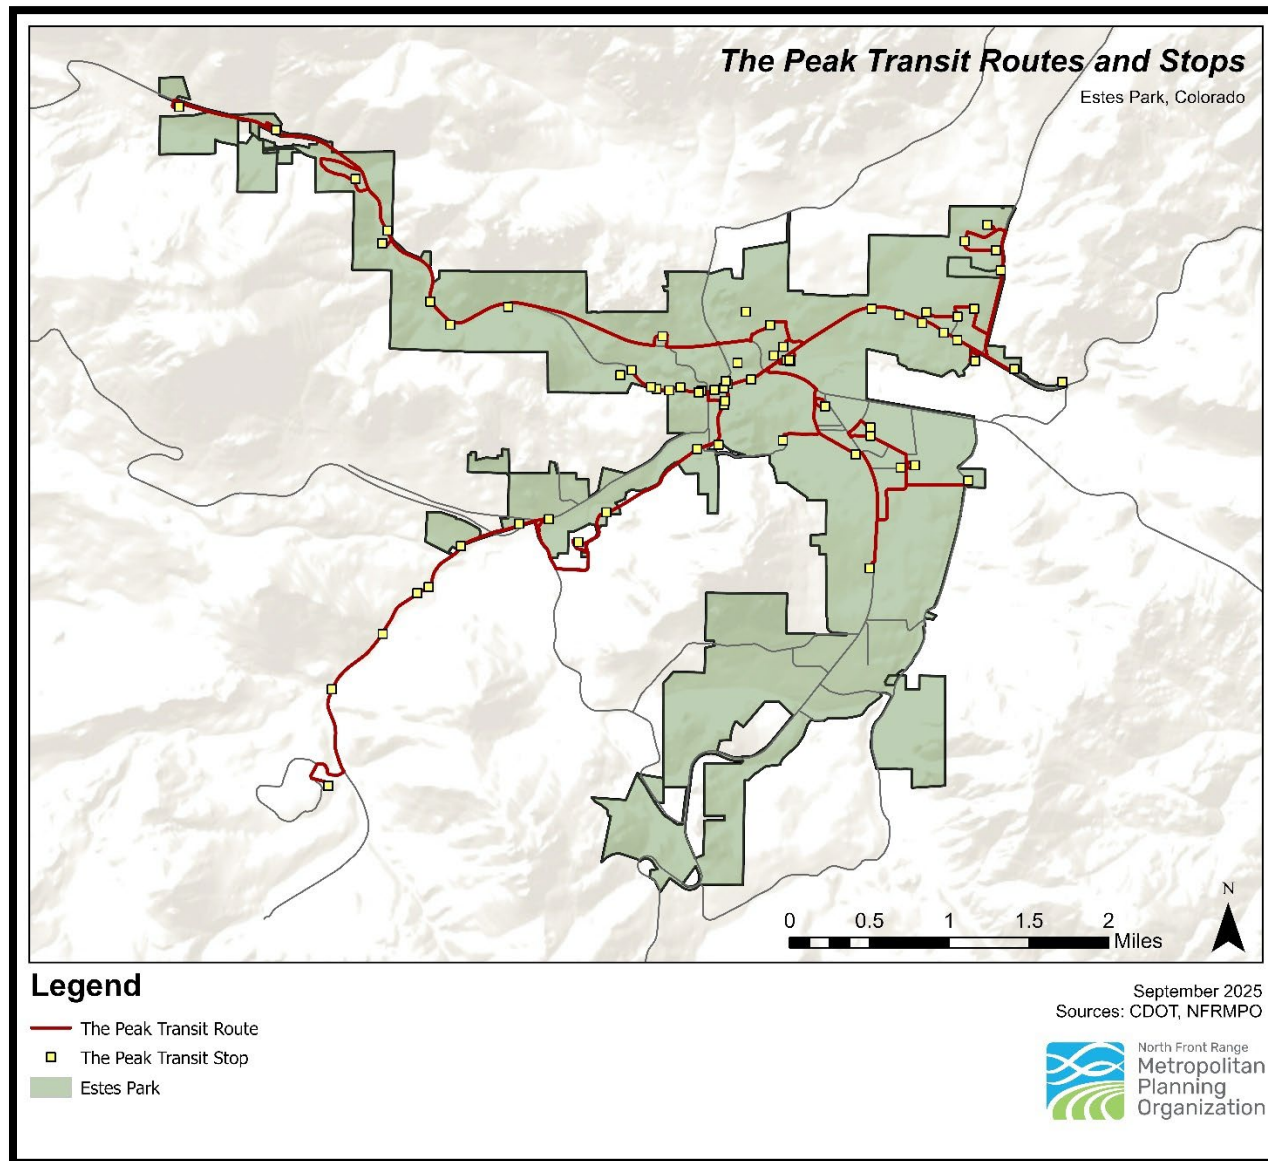 The Peak Transit Routes and Stops
Estes Park, Colorado
N
0 0.5 1 1.5 2
Miles
Legend
The Peak Transit Route
The Peak Transit Stop
Estes Park
September 2025
Sources: CDOT, NFRMPO
North Front Range
Metropolitan
Planning
Organization